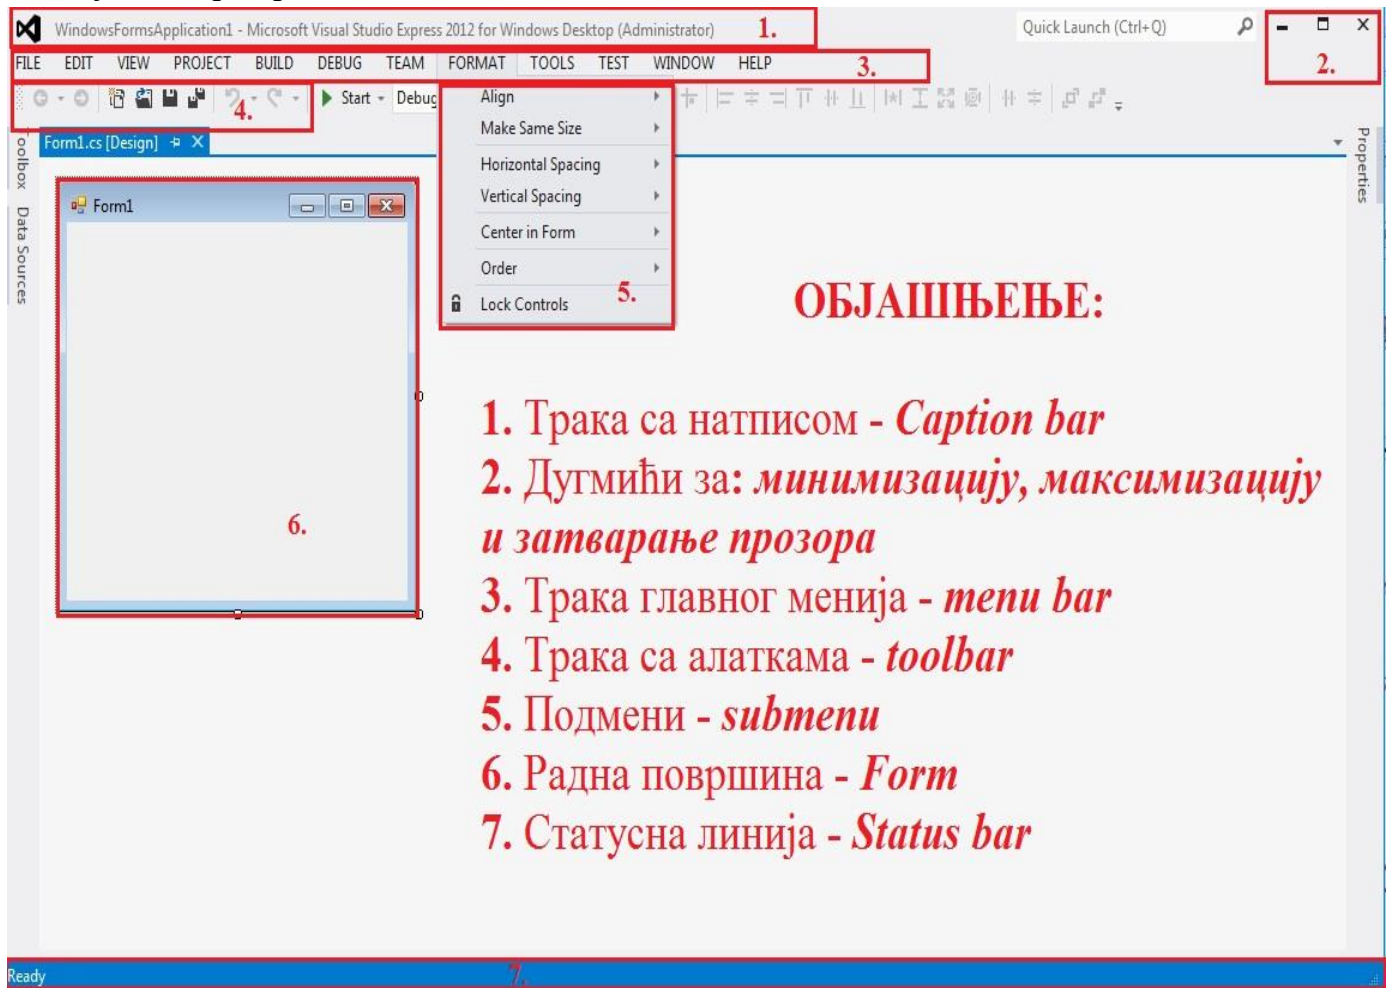 WindowsFormsApplication1 - Microsoft Visual Studio Express 2012 for Windows Desktop (Administrator)
1.
Quick Launch (Ctrl+Q)
2.
FILE EDIT VIEW PROJECT BUILD DEBUG TEAM FORMAT TOOLS TEST WINDOW HELP
3.
4.
Start
Debug
Form1.cs [Design]
Data Sources
Properties
Form1
6.
Align
Make Same Size
Horizontal Spacing
Vertical Spacing
Center in Form
Order
Lock Controls
5.
ОБЈАШЊЕЊЕ:
1. Трака са натписом - Caption bar
2. Дугмићи за: минимизацију, максимизацију
и затварање прозора
3. Трака главног менија - menu bar
4. Трака са алаткама - toolbar
5. Подмени - submenu
6. Радна површина - Form
7. Статусна линија - Status bar
Ready
7.